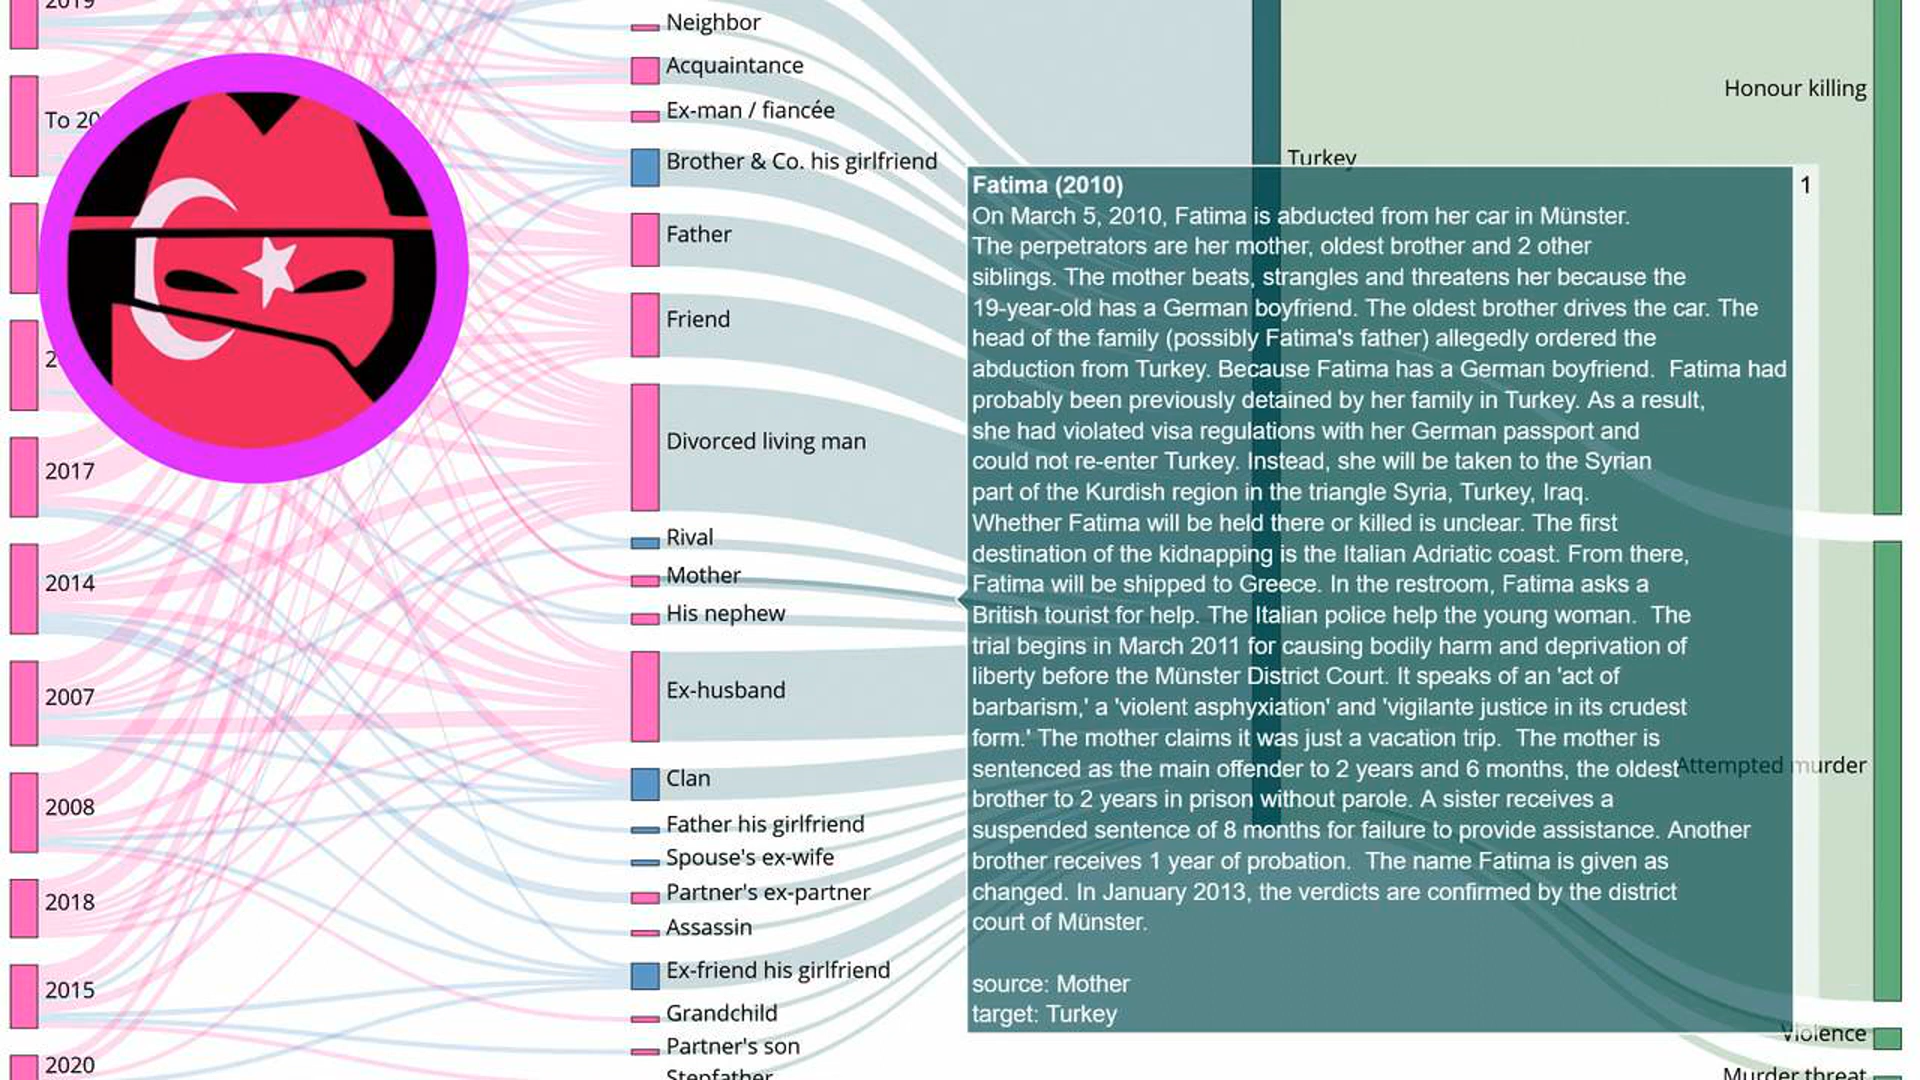 2019
To 20
2
2017
2014
2007
2008
2018
2015
2020
Neighbor
Acquaintance
Ex-man / fiancée
Brother & Co. his girlfriend
Father
Friend
Divorced living man
Rival
Mother
His nephew
Ex-husband
Clan
Father his girlfriend
Spouse's ex-wife
Partner's ex-partner
Assassin
Ex-friend his girlfriend
Grandchild
Partner's son
Stepfather
Turkey
Fatima (2010)
1
On March 5, 2010, Fatima is abducted from her car in Münster.
The perpetrators are her mother, oldest brother and 2 other
siblings. The mother beats, strangles and threatens her because the
19-year-old has a German boyfriend. The oldest brother drives the car. The
head of the family (possibly Fatima's father) allegedly ordered the
abduction from Turkey. Because Fatima has a German boyfriend.  Fatima had
probably been previously detained by her family in Turkey. As a result,
she had violated visa regulations with her German passport and
could not re-enter Turkey. Instead, she will be taken to the Syrian
part of the Kurdish region in the triangle Syria, Turkey, Iraq.
Whether Fatima will be held there or killed is unclear. The first
destination of the kidnapping is the Italian Adriatic coast. From there,
Fatima will be shipped to Greece. In the restroom, Fatima asks a
British tourist for help. The Italian police help the young woman.  The
trial begins in March 2011 for causing bodily harm and deprivation of
liberty before the Münster District Court. It speaks of an 'act of
barbarism,' a 'violent asphyxiation' and 'vigilante justice in its crudest
form.' The mother claims it was just a vacation trip.  The mother is
sentenced as the main offender to 2 years and 6 months, the oldest
brother to 2 years in prison without parole. A sister receives a
suspended sentence of 8 months for failure to provide assistance. Another
brother receives 1 year of probation.  The name Fatima is given as
changed. In January 2013, the verdicts are confirmed by the district
court of Münster.
source: Mother
target: Turkey
Honour killing
Attempted murder
Violence
Murder threat